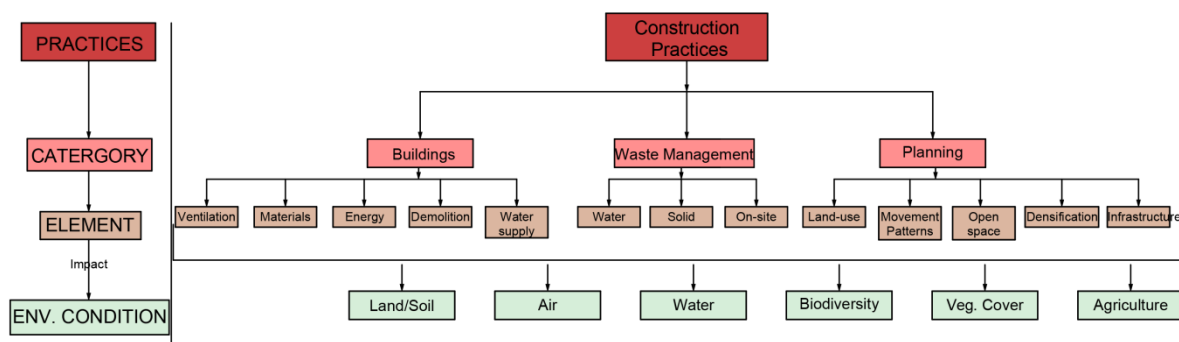 PRACTICES
Construction
Practices
CATERGORY
Buildings
Waste Management
Planning
ELEMENT
Ventilation
Materials
Energy
Demolition
Water
supply
Water
Solid
On-site
Land-use
Movement
Patterns
Open
space
Densification
Infrastructure
Impact
ENV. CONDITION
Land/Soil
Air
Water
Biodiversity
Veg. Cover
Agriculture